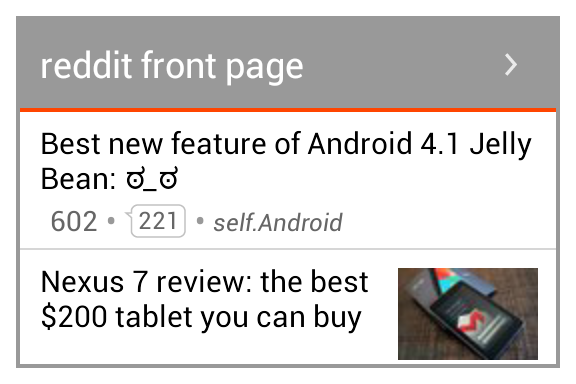 reddit front page
Best new feature of Android 4.1 Jelly
Bean: ಠ_ಠ
602 • 221 • self.Android
Nexus 7 review: the best
$200 tablet you can buy